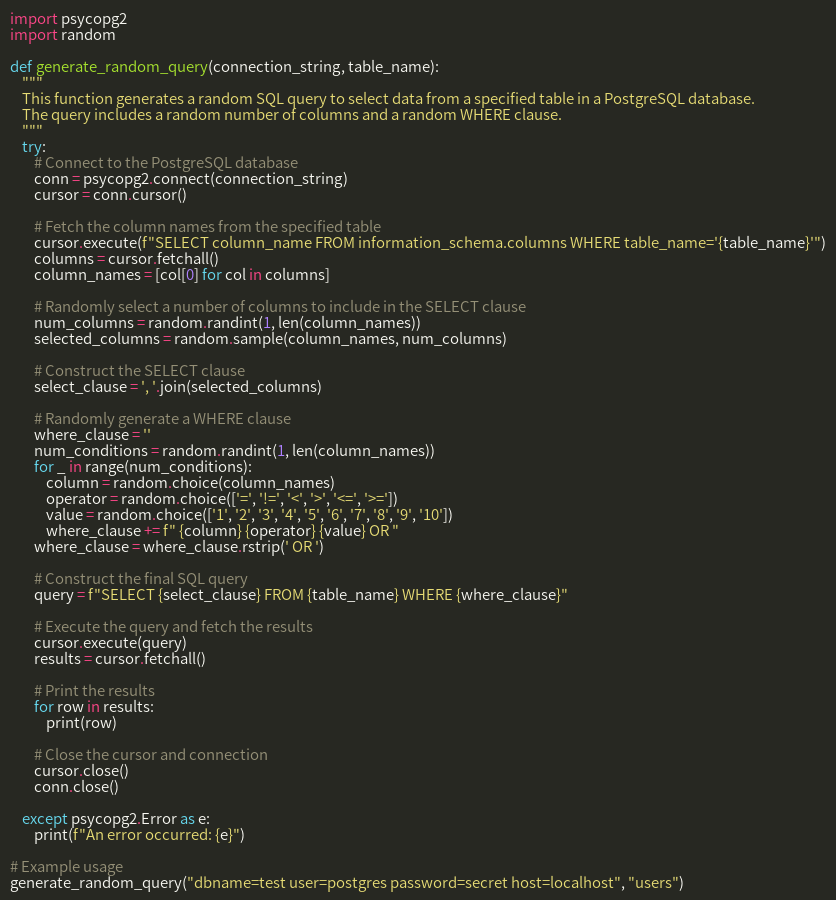 import psycopg2
import random

def generate_random_query(connection_string, table_name):
    """
    This function generates a random SQL query to select data from a specified table in a PostgreSQL database.
    The query includes a random number of columns and a random WHERE clause.
    """
    try:
        # Connect to the PostgreSQL database
        conn = psycopg2.connect(connection_string)
        cursor = conn.cursor()

        # Fetch the column names from the specified table
        cursor.execute(f"SELECT column_name FROM information_schema.columns WHERE table_name='{table_name}'")
        columns = cursor.fetchall()
        column_names = [col[0] for col in columns]

        # Randomly select a number of columns to include in the SELECT clause
        num_columns = random.randint(1, len(column_names))
        selected_columns = random.sample(column_names, num_columns)

        # Construct the SELECT clause
        select_clause = ', '.join(selected_columns)

        # Randomly generate a WHERE clause
        where_clause = ''
        num_conditions = random.randint(1, len(column_names))
        for _ in range(num_conditions):
            column = random.choice(column_names)
            operator = random.choice(['=', '!=', '<', '>', '<=', '>='])
            value = random.choice(['1', '2', '3', '4', '5', '6', '7', '8', '9', '10'])
            where_clause += f" {column} {operator} {value} OR "
        where_clause = where_clause.rstrip(' OR ')

        # Construct the final SQL query
        query = f"SELECT {select_clause} FROM {table_name} WHERE {where_clause}"

        # Execute the query and fetch the results
        cursor.execute(query)
        results = cursor.fetchall()

        # Print the results
        for row in results:
            print(row)

        # Close the cursor and connection
        cursor.close()
        conn.close()

    except psycopg2.Error as e:
        print(f"An error occurred: {e}")

# Example usage
generate_random_query("dbname=test user=postgres password=secret host=localhost", "users")